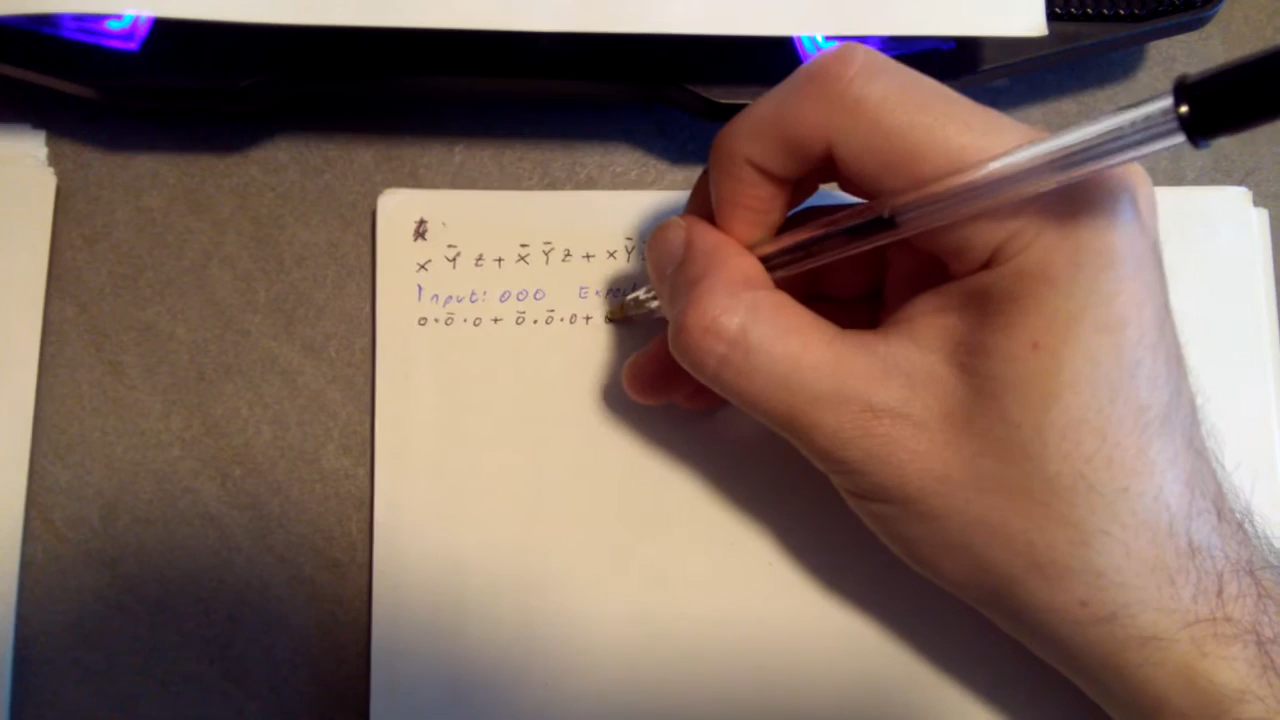 x Ȳ z + x̄ Ȳ z + x Ȳ
Input: 000
0·0̄·0 + 0̄·0̄·0 +